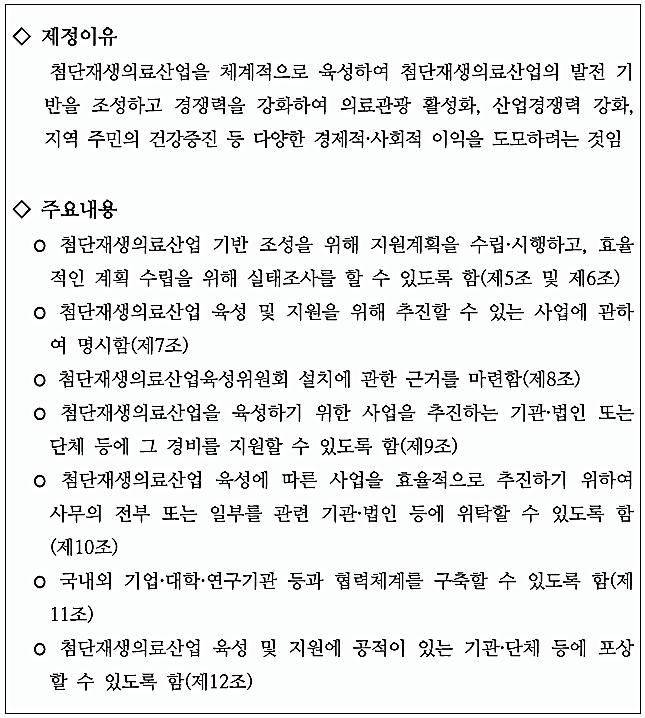 ◇ 제정이유
첨단재생의료산업을 체계적으로 육성하여 첨단재생의료산업의 발전 기
반을 조성하고 경쟁력을 강화하여 의료관광 활성화, 산업경쟁력 강화,
지역 주민의 건강증진 등 다양한 경제적·사회적 이익을 도모하려는 것임
◇ 주요내용
ο 첨단재생의료산업 기반 조성을 위해 지원계획을 수립·시행하고, 효율
적인 계획 수립을 위해 실태조사를 할 수 있도록 함(제5조 및 제6조)
ο 첨단재생의료산업 육성 및 지원을 위해 추진할 수 있는 사업에 관하
여 명시함(제7조)
ο 첨단재생의료산업육성위원회 설치에 관한 근거를 마련함(제8조)
ο 첨단재생의료산업을 육성하기 위한 사업을 추진하는 기관·법인 또는
단체 등에 그 경비를 지원할 수 있도록 함(제9조)
ο 첨단재생의료산업 육성에 따른 사업을 효율적으로 추진하기 위하여
사무의 전부 또는 일부를 관련 기관·법인 등에 위탁할 수 있도록 함
(제10조)
ο 국내외 기업·대학·연구기관 등과 협력체계를 구축할 수 있도록 함(제
11조)
ο 첨단재생의료산업 육성 및 지원에 공적이 있는 기관·단체 등에 포상
할 수 있도록 함(제12조)